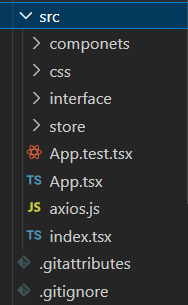 src
componets
css
interface
store
App.test.tsx
TS App.tsx
JS axios.js
TS index.tsx
.gitattributes
.gitignore